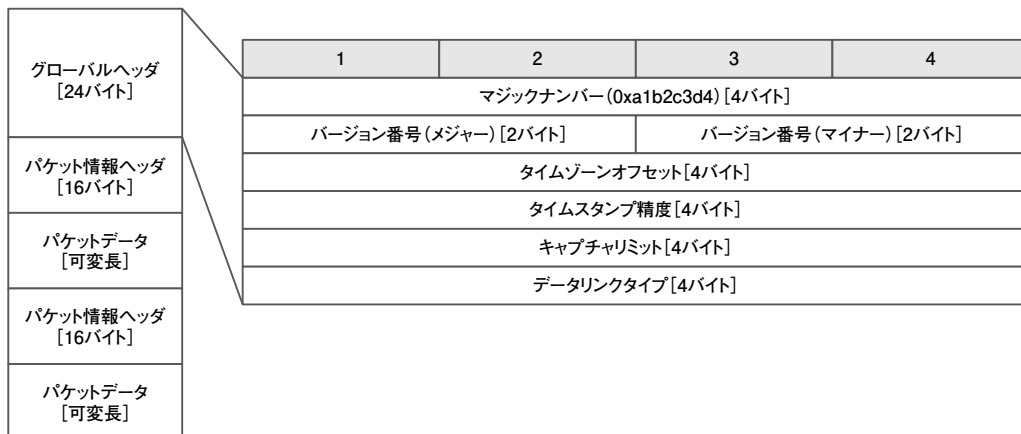 グローバルヘッダ
[24バイト]
パケット情報ヘッダ
[16バイト]
パケットデータ
[可変長]
パケット情報ヘッダ
[16バイト]
パケットデータ
[可変長]
1 2 3 4
マジックナンバー(0xa1b2c3d4)[4バイト]
バージョン番号(メジャー)[2バイト] バージョン番号(マイナー)[2バイト]
タイムゾーンオフセット[4バイト]
タイムスタンプ精度[4バイト]
キャプチャリミット[4バイト]
データリンクタイプ[4バイト]